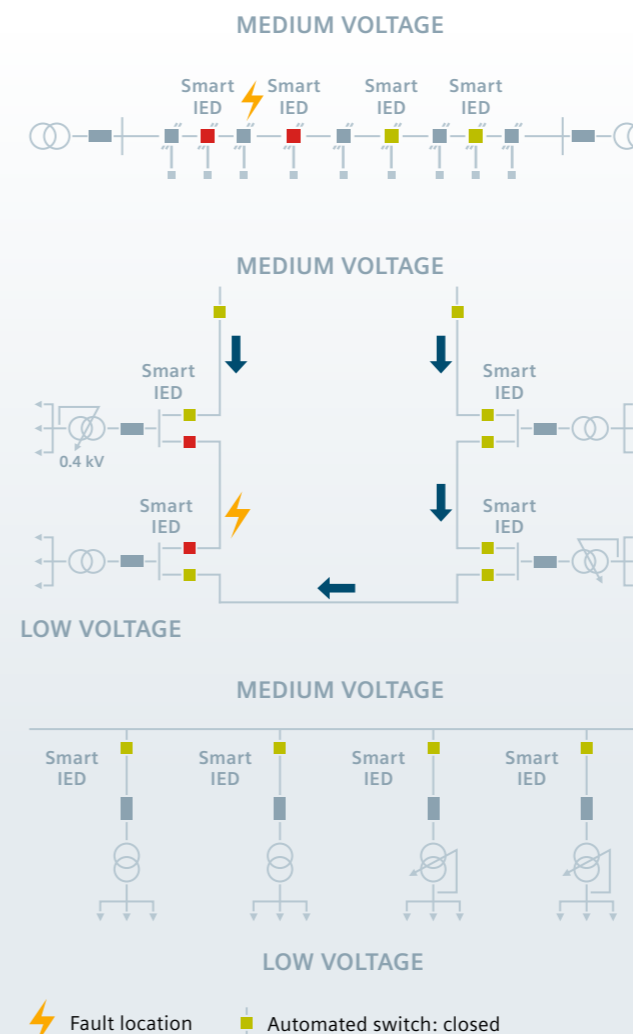 MEDIUM VOLTAGE
Smart Smart Smart Smart
IED IED IED IED
MEDIUM VOLTAGE
Smart Smart
IED IED
0.4 kV
Smart Smart
IED IED
LOW VOLTAGE
MEDIUM VOLTAGE
Smart Smart Smart Smart
IED IED IED IED
LOW VOLTAGE
Fault location Automated switch: closed